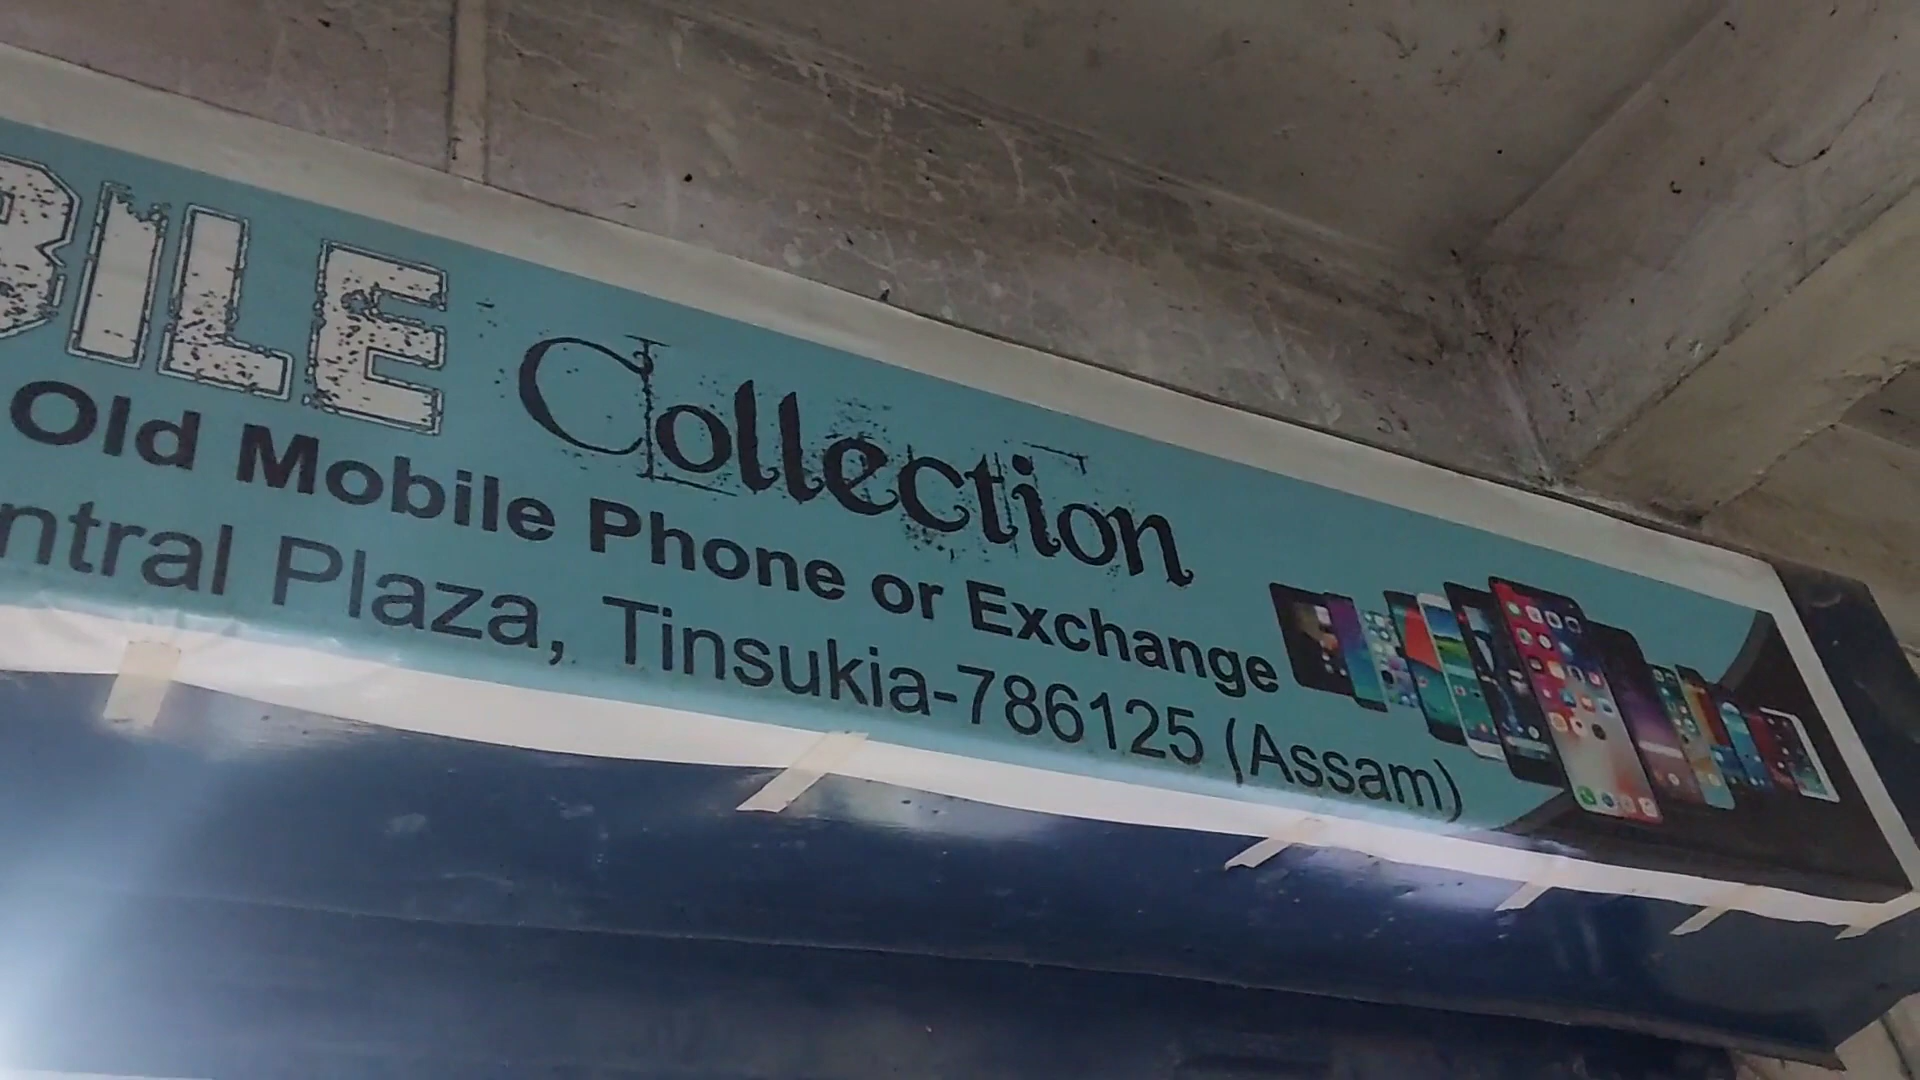 BILE Collection
Old Mobile Phone or Exchange
ntral Plaza, Tinsukia-786125 (Assam)